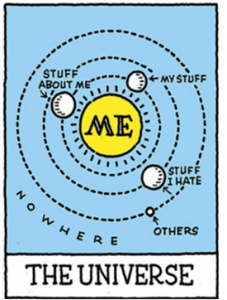 STUFF
ABOUT ME
MY STUFF
ME
STUFF
I HATE
OTHERS
NOWHERE
THE UNIVERSE